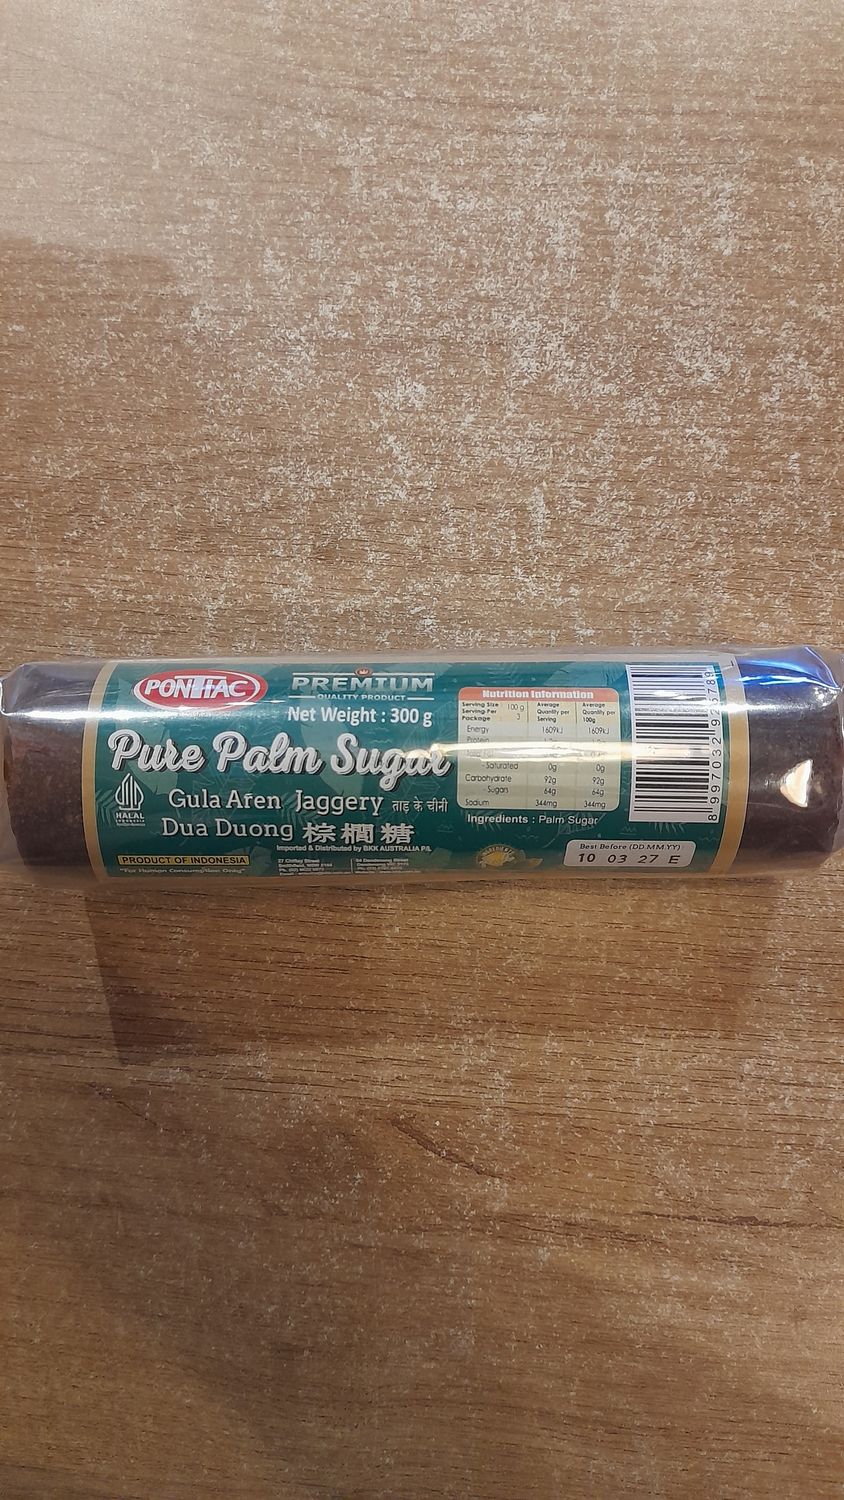 PONTIAC
PREMIUM
QUALITY PRODUCT
Net Weight : 300 g
Pure Palm Sugar
HALAL
Gula Aren Jaggery ताड़ के चीनी
Dua Duong 棕櫚糖
Imported & Distributed by BKK AUSTRALIA P/L
PRODUCT OF INDONESIA
"For Human Consumption Only"
Nutrition Information
Serving Size 100 g
Serving Per Package 3
Average Quantity per Serving
Average Quantity per 100g
Energy 1609kJ 1609kJ
Protein
- Saturated 0g 0g
Carbohydrate 92g 92g
- Sugars 64g 64g
Sodium 344mg 344mg
Ingredients : Palm Sugar
Best Before (DD.MM.YY) :
10 03 27 E